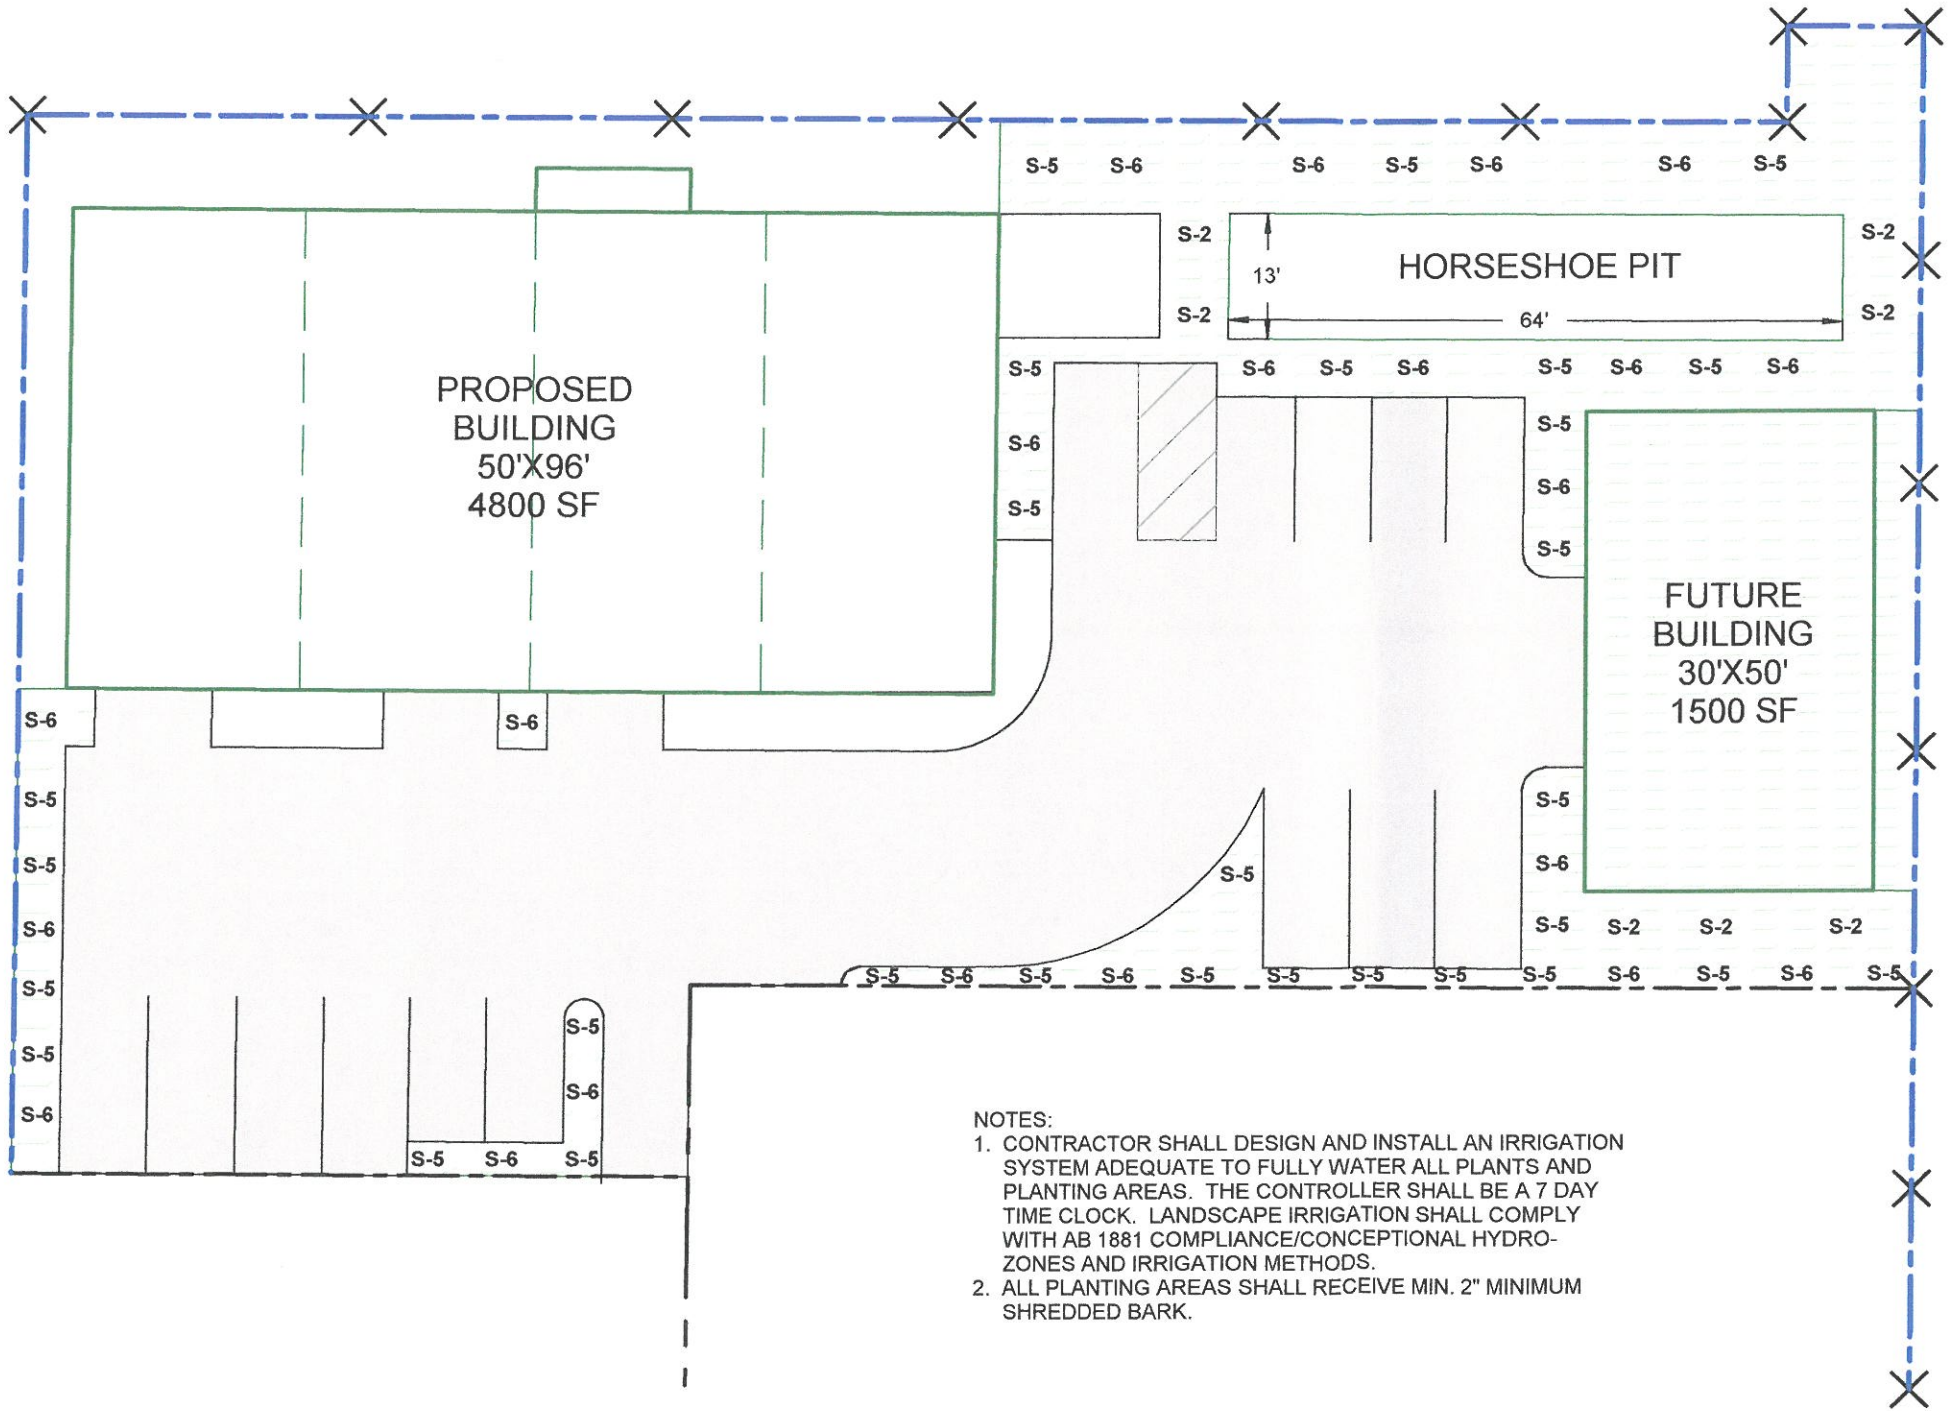 S-5 S-6 S-6 S-5 S-6 S-6 S-5
S-2 S-2
HORSESHOE PIT
13'
S-2 64' S-2
S-5 S-6 S-5 S-6 S-5 S-6 S-5 S-6
PROPOSED
BUILDING
50'X96'
4800 SF
S-5
S-6 S-6
S-5 S-5
FUTURE
BUILDING
30'X50'
1500 SF
S-6 S-6
S-5 S-5
S-5 S-5 S-6
S-6 S-5 S-2 S-2 S-2
S-5 S-6 S-5 S-6 S-5 S-5 S-5 S-5 S-5 S-6 S-5 S-6 S-5
S-5
S-5 S-5
S-6 S-6
S-5 S-6 S-5
NOTES:
1. CONTRACTOR SHALL DESIGN AND INSTALL AN IRRIGATION
SYSTEM ADEQUATE TO FULLY WATER ALL PLANTS AND
PLANTING AREAS. THE CONTROLLER SHALL BE A 7 DAY
TIME CLOCK. LANDSCAPE IRRIGATION SHALL COMPLY
WITH AB 1881 COMPLIANCE/CONCEPTIONAL HYDRO-
ZONES AND IRRIGATION METHODS.
2. ALL PLANTING AREAS SHALL RECEIVE MIN. 2" MINIMUM
SHREDDED BARK.